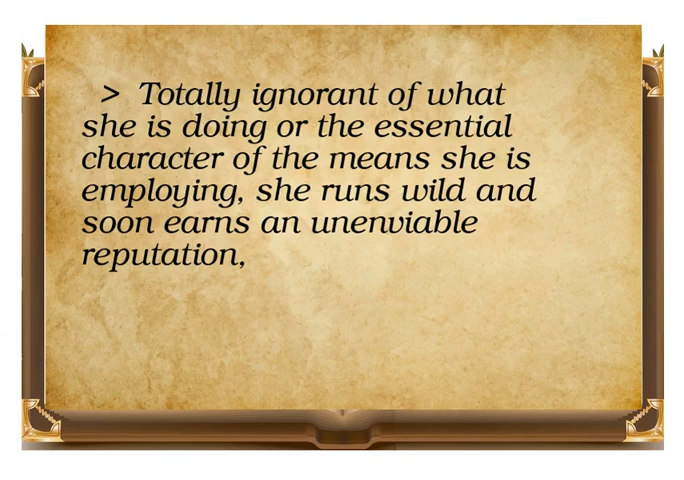 > Totally ignorant of what
she is doing or the essential
character of the means she is
employing, she runs wild and
soon earns an unenviable
reputation,